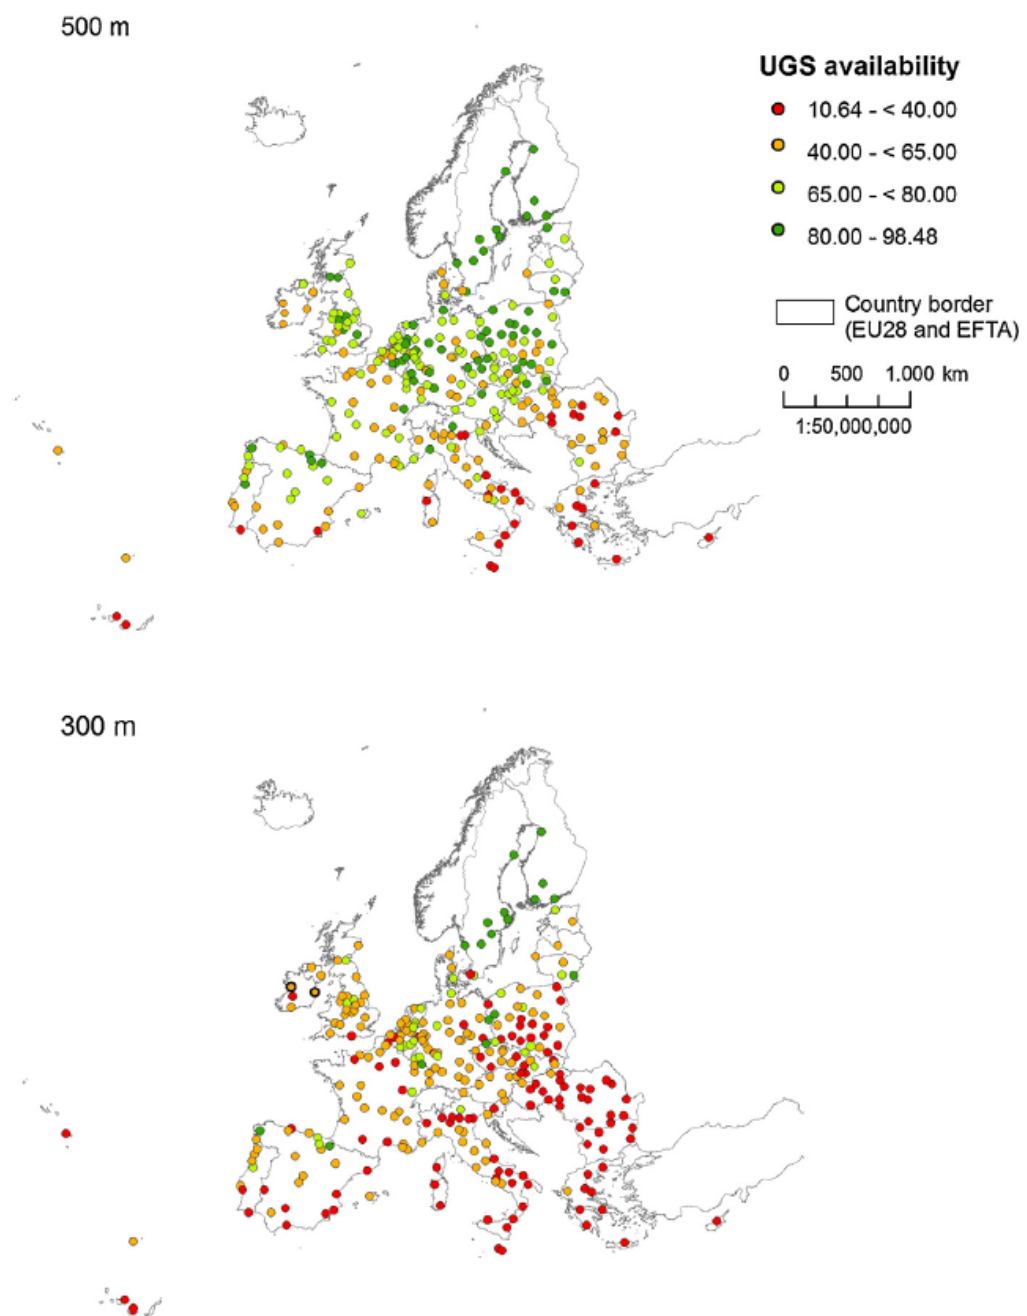 500 m
UGS availability
10.64 - < 40.00
40.00 - < 65.00
65.00 - < 80.00
80.00 - 98.48
Country border
(EU28 and EFTA)
0 500 1.000 km
1:50,000,000
300 m